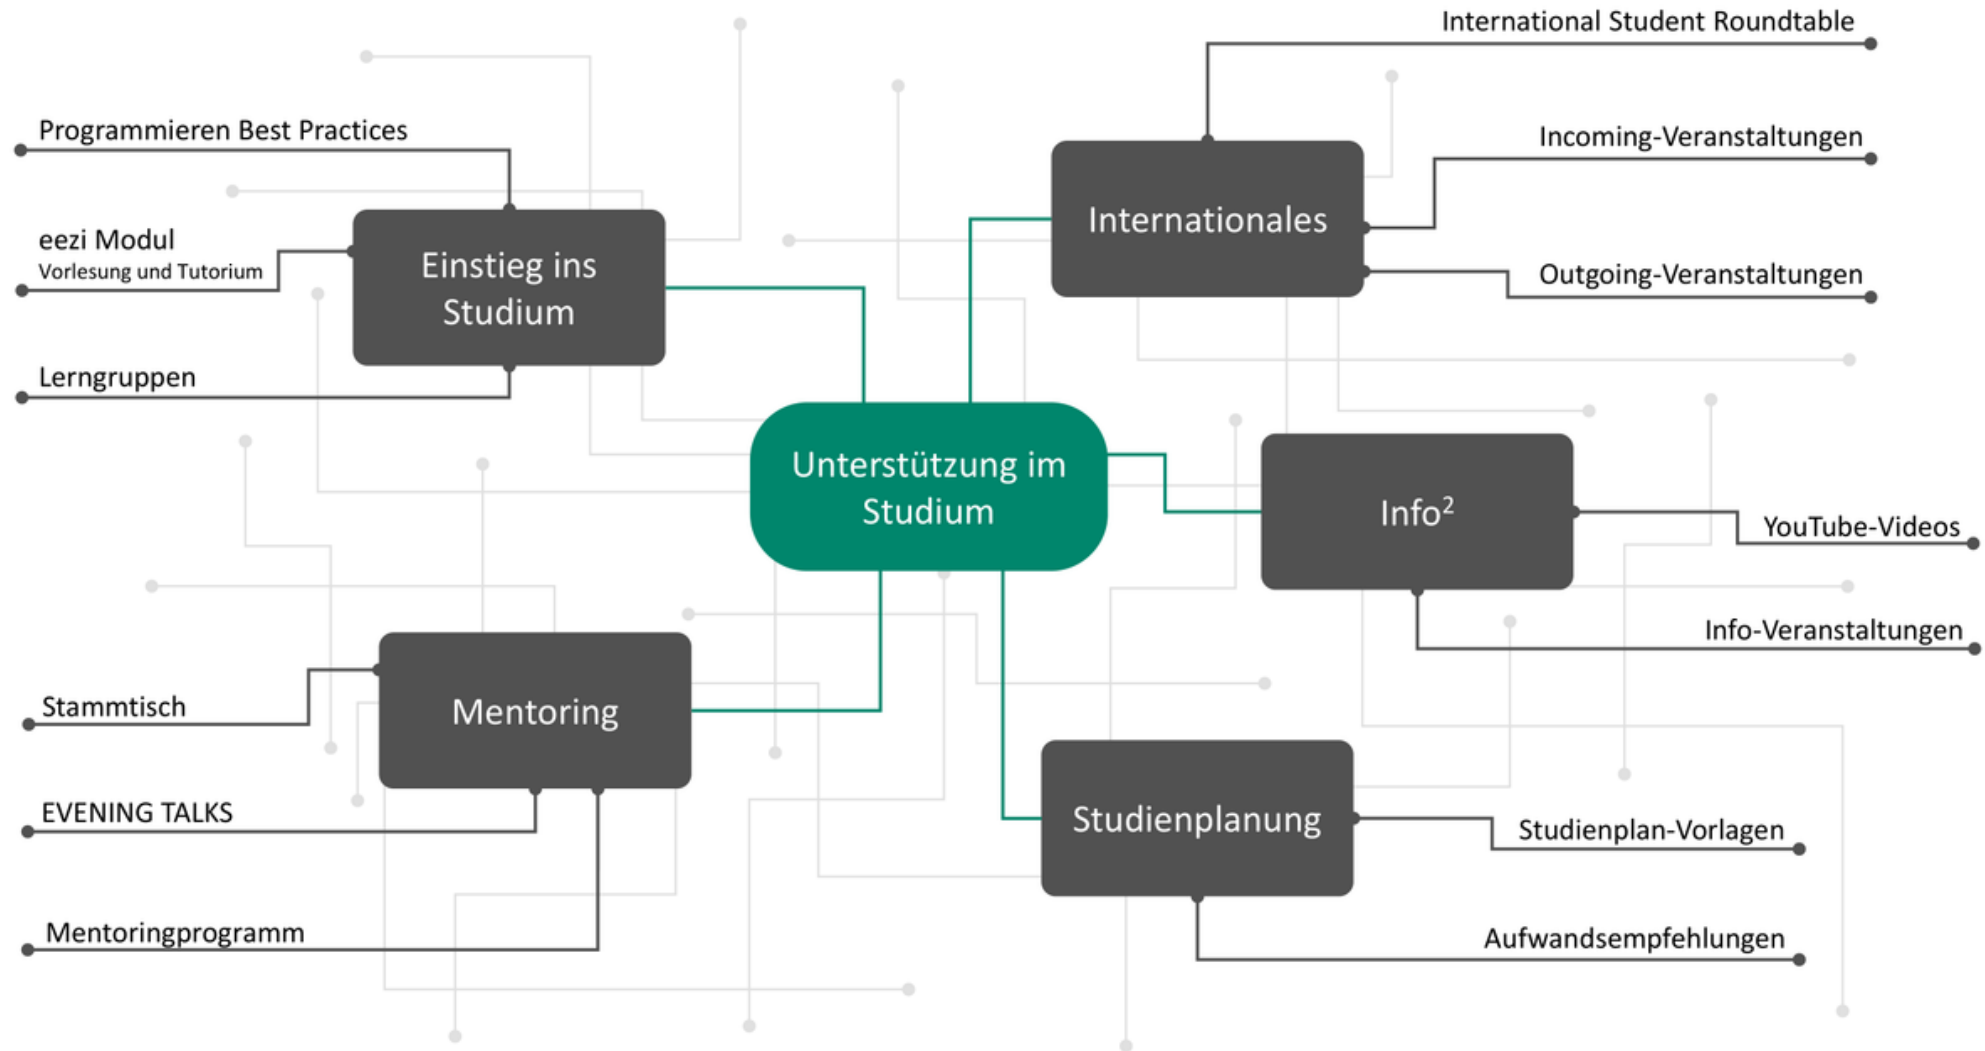 International Student Roundtable
Programmieren Best Practices
Incoming-Veranstaltungen
Internationales
eezi Modul
Vorlesung und Tutorium
Einstieg ins
Studium
Outgoing-Veranstaltungen
Lerngruppen
Unterstützung im
Studium
Info²
YouTube-Videos
Info-Veranstaltungen
Stammtisch
Mentoring
EVENING TALKS
Studienplanung
Studienplan-Vorlagen
Mentoringprogramm
Aufwandsempfehlungen